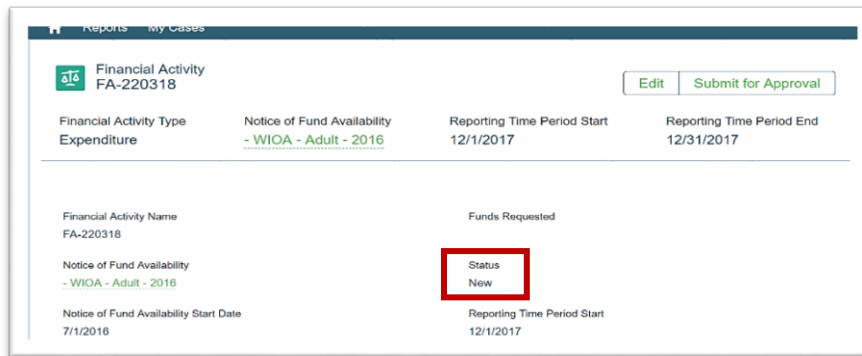 Reports My Cases
Financial Activity
FA-220318
Edit Submit for Approval
Financial Activity Type Notice of Fund Availability Reporting Time Period Start Reporting Time Period End
Expenditure - WIOA - Adult - 2016 12/1/2017 12/31/2017
Financial Activity Name Funds Requested
FA-220318
Notice of Fund Availability Status
- WIOA - Adult - 2016 New
Notice of Fund Availability Start Date Reporting Time Period Start
7/1/2016 12/1/2017